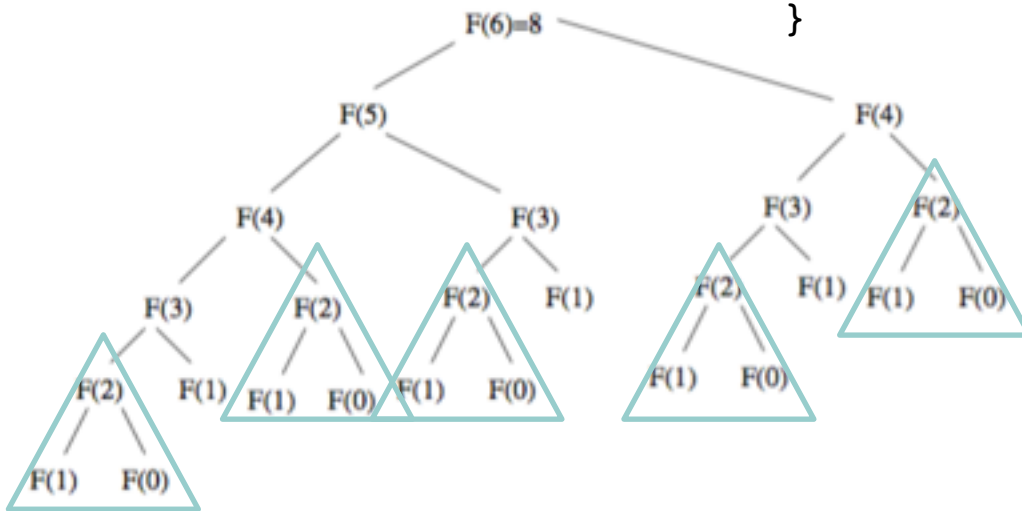 F(6)=8 }
F(5) F(4)
F(4) F(3) F(3) F(2)
F(3) F(2) F(2) F(1) F(2) F(1) F(1) F(0)
F(2) F(1) F(1) F(0) F(1) F(0) F(1) F(0)
F(1) F(0)